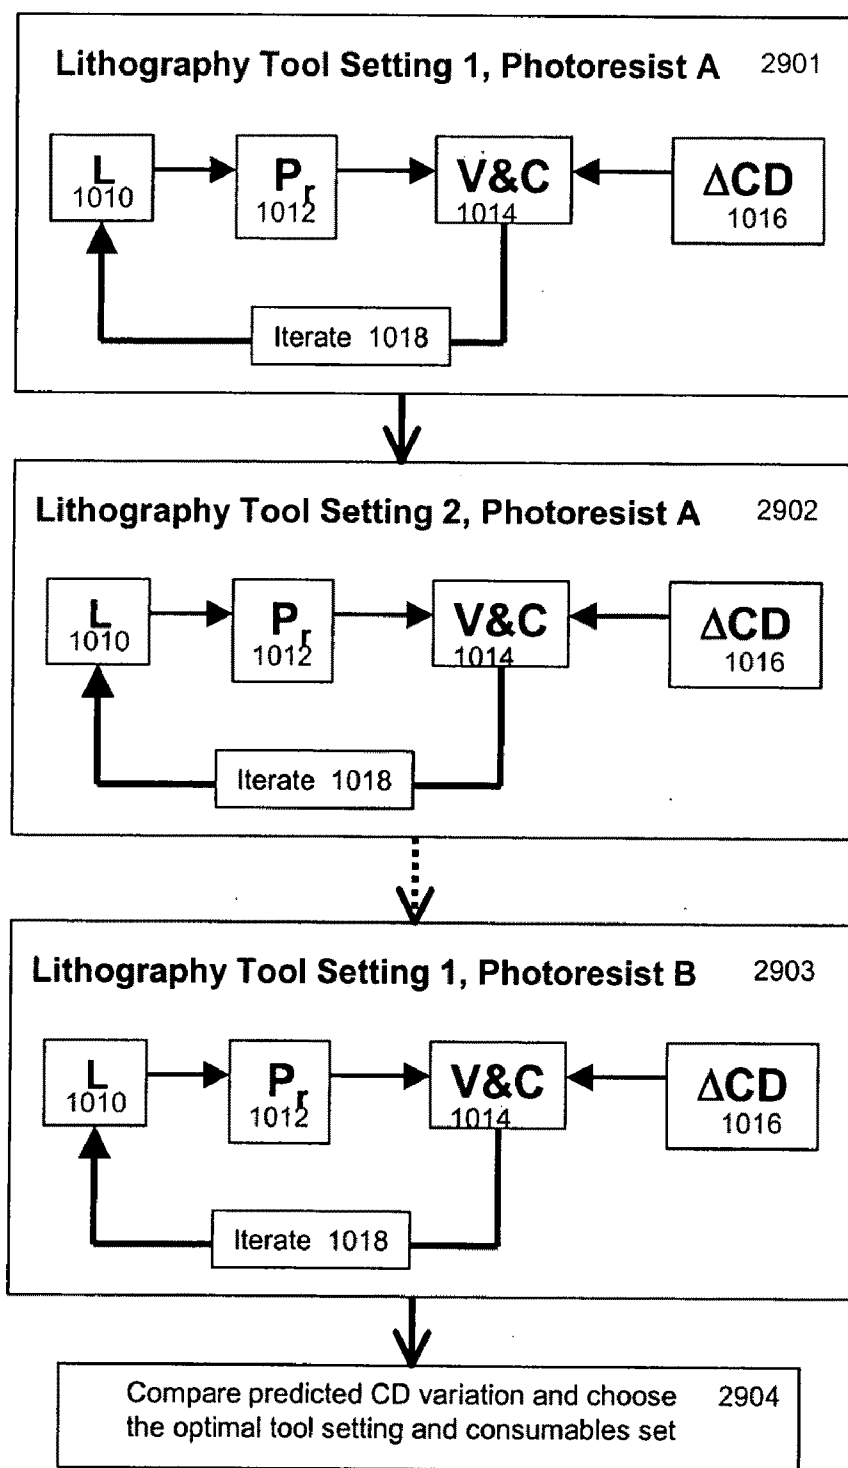 Lithography Tool Setting 1, Photoresist A 2901
L
1010
Pr
1012
V&C
1014
ΔCD
1016
Iterate 1018
Lithography Tool Setting 2, Photoresist A 2902
L
1010
Pr
1012
V&C
1014
ΔCD
1016
Iterate 1018
Lithography Tool Setting 1, Photoresist B 2903
L
1010
Pr
1012
V&C
1014
ΔCD
1016
Iterate 1018
Compare predicted CD variation and choose 2904
the optimal tool setting and consumables set